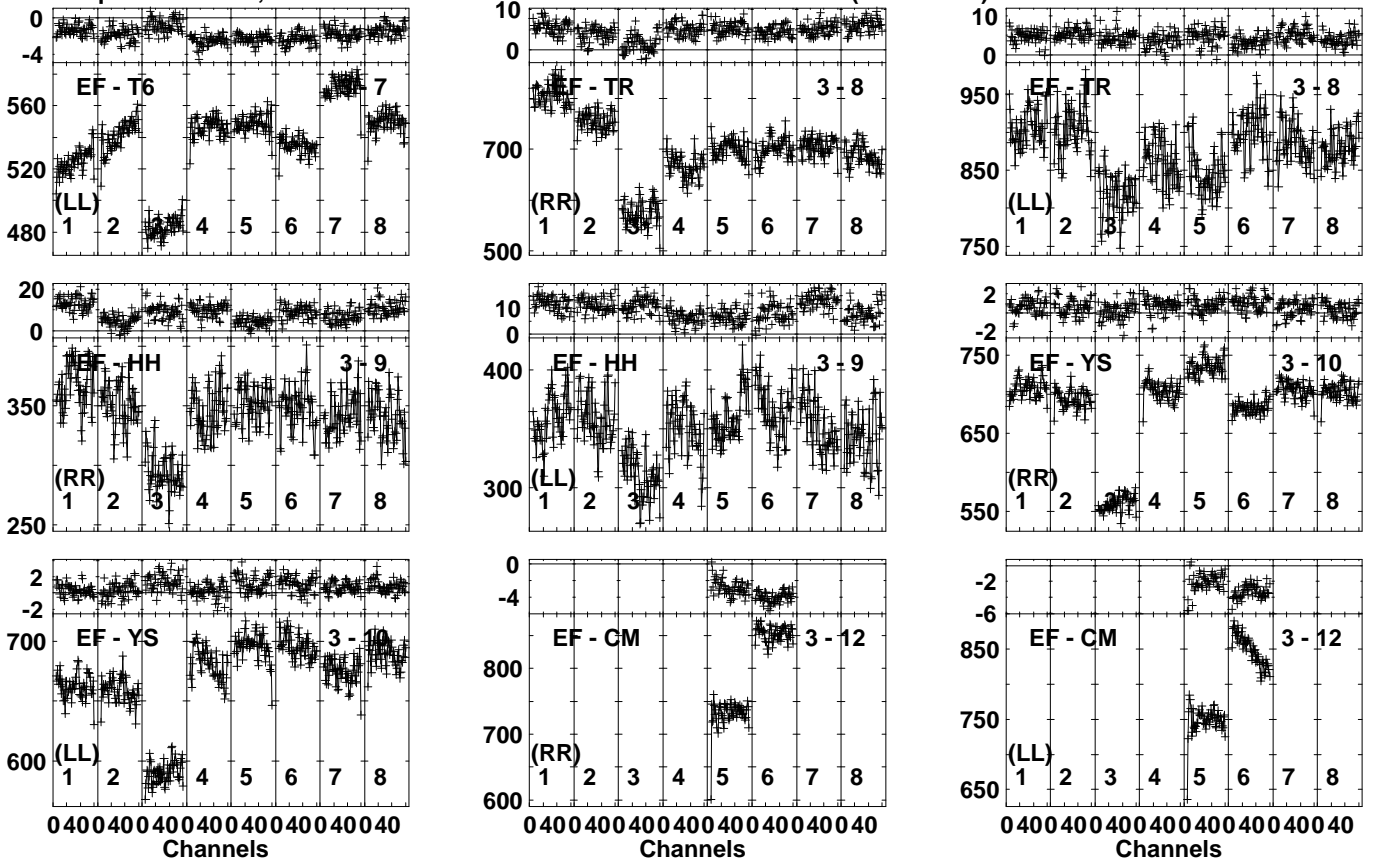 0
-4
560
520
480
EF - T6
3 - 7
(LL)
1 2 3 4 5 6 7 8
10
0
700
500
EF - TR
3 - 8
(RR)
1 2 3 4 5 6 7 8
10
0
950
850
750
EF - TR
3 - 8
(LL)
1 2 3 4 5 6 7 8
20
0
350
250
EF - HH
3 - 9
(RR)
1 2 3 4 5 6 7 8
10
0
400
300
EF - HH
3 - 9
(LL)
1 2 3 4 5 6 7 8
2
-2
750
650
550
EF - YS
3 - 10
(RR)
1 2 3 4 5 6 7 8
2
-2
700
600
EF - YS
3 - 10
(LL)
1 2 3 4 5 6 7 8
0 40 0 40 0 40 0 40 0 40 0 40 0 40 0 40
Channels
0
-4
800
700
600
EF - CM
3 - 12
(RR)
1 2 3 4 5 6 7 8
0 40 0 40 0 40 0 40 0 40 0 40 0 40 0 40
Channels
-2
-6
850
750
650
EF - CM
3 - 12
(LL)
1 2 3 4 5 6 7 8
0 40 0 40 0 40 0 40 0 40 0 40 0 40 0 40
Channels